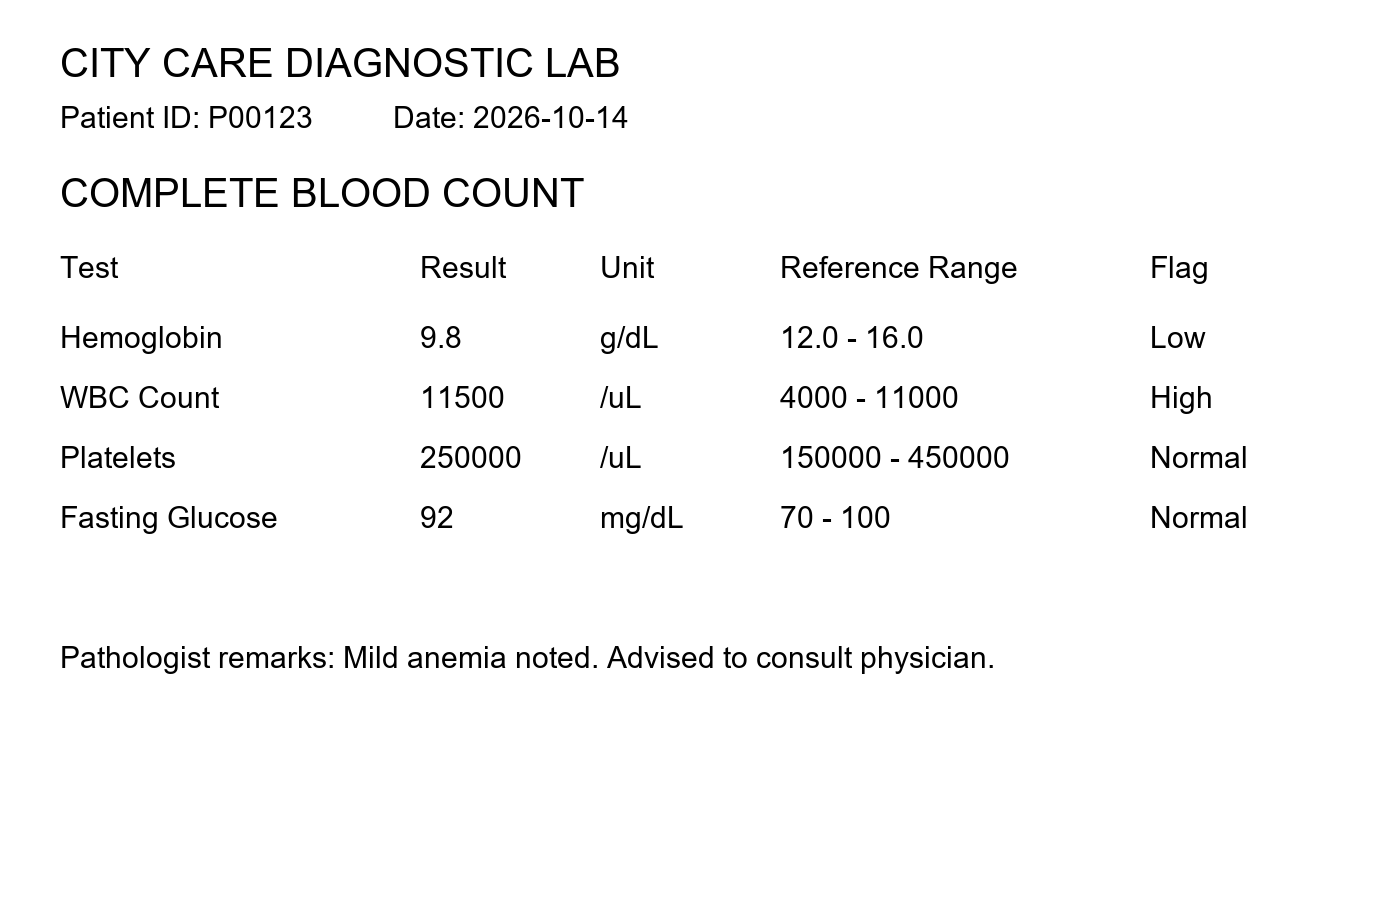 CITY CARE DIAGNOSTIC LAB
Patient ID: P00123 Date: 2026-10-14
COMPLETE BLOOD COUNT
Test Result Unit Reference Range Flag
Hemoglobin 9.8 g/dL 12.0 - 16.0 Low
WBC Count 11500 /uL 4000 - 11000 High
Platelets 250000 /uL 150000 - 450000 Normal
Fasting Glucose 92 mg/dL 70 - 100 Normal
Pathologist remarks: Mild anemia noted. Advised to consult physician.